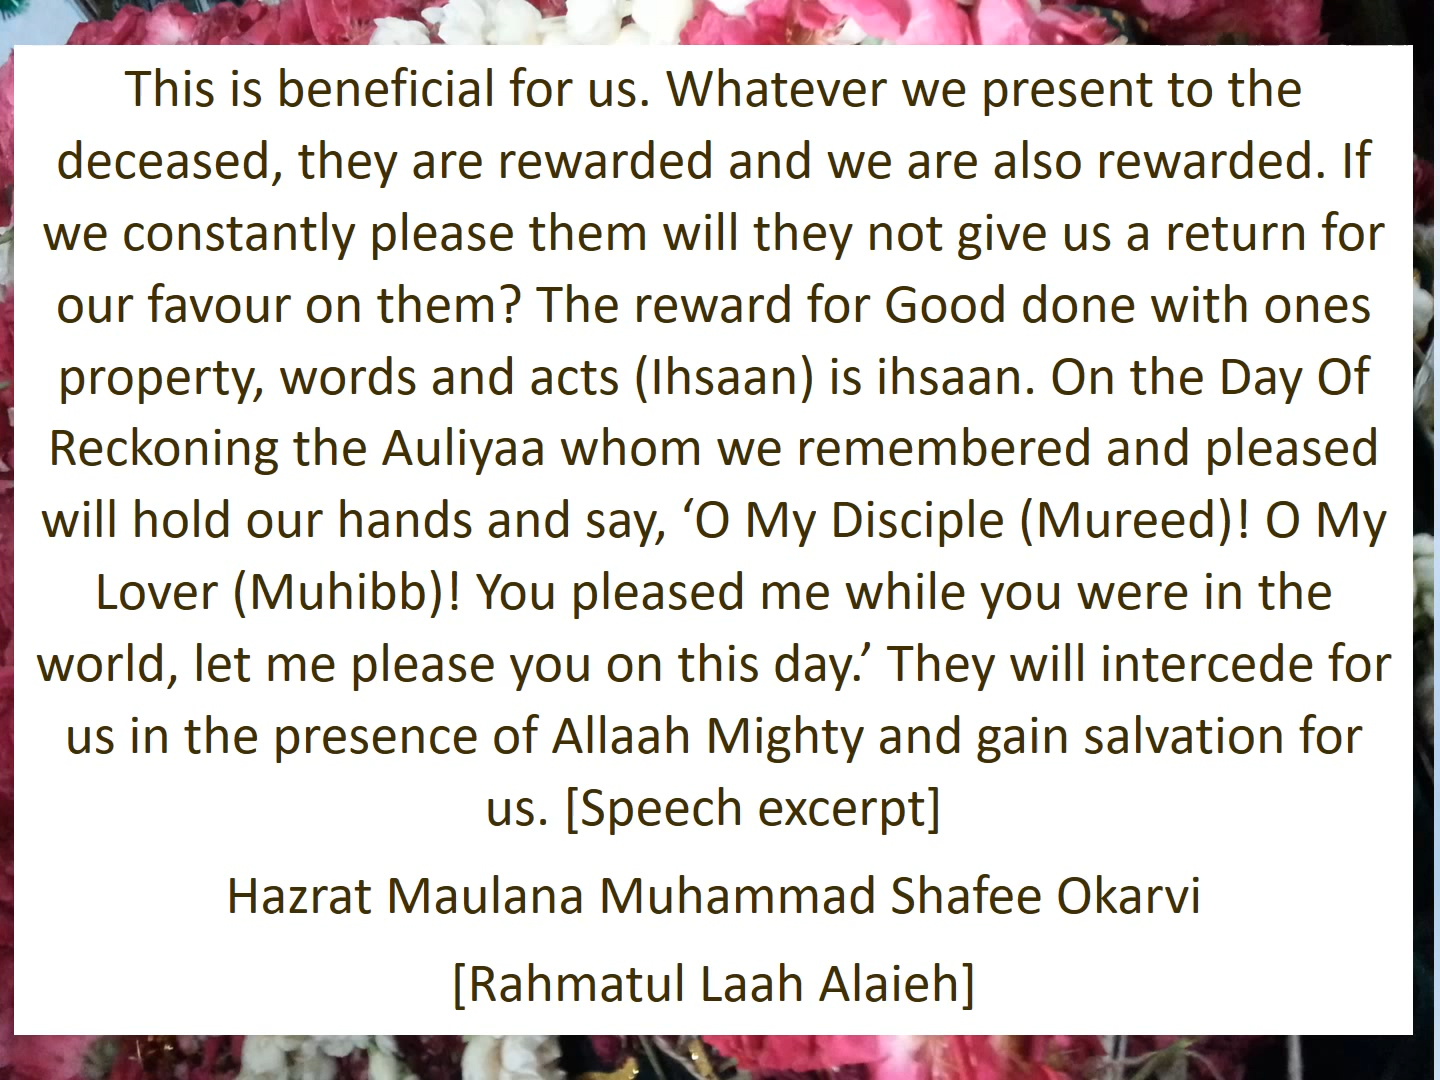 This is beneficial for us. Whatever we present to the
deceased, they are rewarded and we are also rewarded. If
we constantly please them will they not give us a return for
our favour on them? The reward for Good done with ones
property, words and acts (Ihsaan) is ihsaan. On the Day Of
Reckoning the Auliyaa whom we remembered and pleased
will hold our hands and say, ‘O My Disciple (Mureed)! O My
Lover (Muhibb)! You pleased me while you were in the
world, let me please you on this day.’ They will intercede for
us in the presence of Allaah Mighty and gain salvation for
us. [Speech excerpt]
Hazrat Maulana Muhammad Shafee Okarvi
[Rahmatul Laah Alaieh]